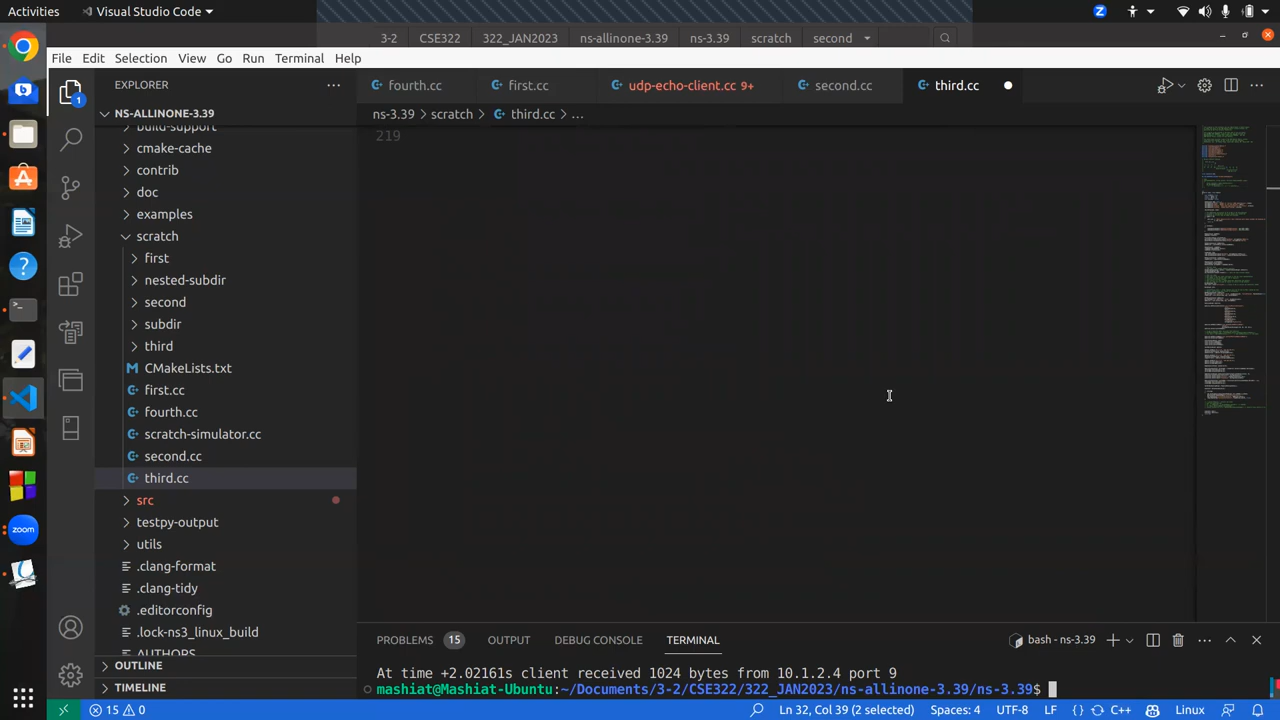 Activities
Visual Studio Code
3-2
CSE322
322_JAN2023
ns-allinone-3.39
ns-3.39
scratch
second
File Edit Selection View Go Run Terminal Help
EXPLORER
fourth.cc
first.cc
udp-echo-client.cc 9+
second.cc
third.cc
NS-ALLINONE-3.39
ns-3.39 > scratch > third.cc > ...
219
build-support
cmake-cache
contrib
doc
examples
scratch
first
nested-subdir
second
subdir
third
CMakeLists.txt
first.cc
fourth.cc
scratch-simulator.cc
second.cc
third.cc
src
testpy-output
utils
.clang-format
.clang-tidy
.editorconfig
.lock-ns3_linux_build
AUTHORS
OUTLINE
TIMELINE
PROBLEMS 15 OUTPUT DEBUG CONSOLE TERMINAL
bash - ns-3.39
At time +2.02161s client received 1024 bytes from 10.1.2.4 port 9
mashiat@Mashiat-Ubuntu:~/Documents/3-2/CSE322/322_JAN2023/ns-allinone-3.39/ns-3.39$
15 0
Ln 32, Col 39 (2 selected)
Spaces: 4
UTF-8
LF
{ } C++
Linux
1
zoom